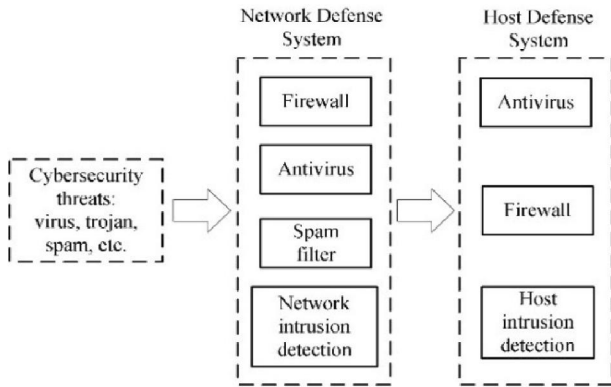 Network Defense
System
Host Defense
System
Cybersecurity
threats:
virus, trojan,
spam, etc.
Firewall
Antivirus
Spam
filter
Network
intrusion
detection
Antivirus
Firewall
Host
intrusion
detection